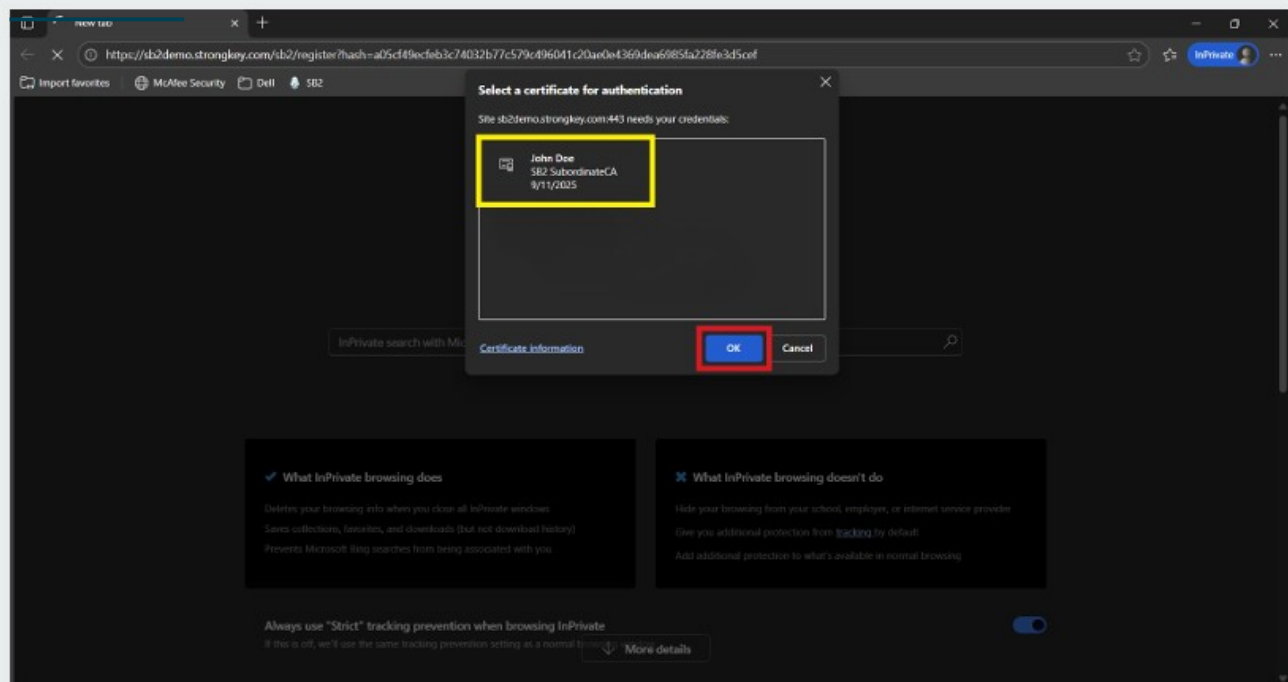 New tab
https://sb2demo.strongkey.com/sb2/register?hash=a05cf49ecfeb3c74032b77c579c496041c20ae0e4369dea6985fa228fe3d5cef
InPrivate
Import favorites McAfee Security Dell SB2
Select a certificate for authentication
Site sb2demo.strongkey.com:443 needs your credentials:
John Doe
SB2 SubordinateCA
9/11/2025
Certificate information OK Cancel
InPrivate search with
What InPrivate browsing does
Deletes your browsing info when you close all InPrivate windows
Saves collections, favorites, and downloads (but not download history)
Prevents Microsoft Bing searches from being associated with you
What InPrivate browsing doesn't do
Hide your browsing from your school, employer, or internet service provider
Give you additional protection from tracking by default
Add additional protection to what's available in normal browsing
Always use "Strict" tracking prevention when browsing InPrivate
If this is off, we'll use the same tracking prevention setting as a normal
More details